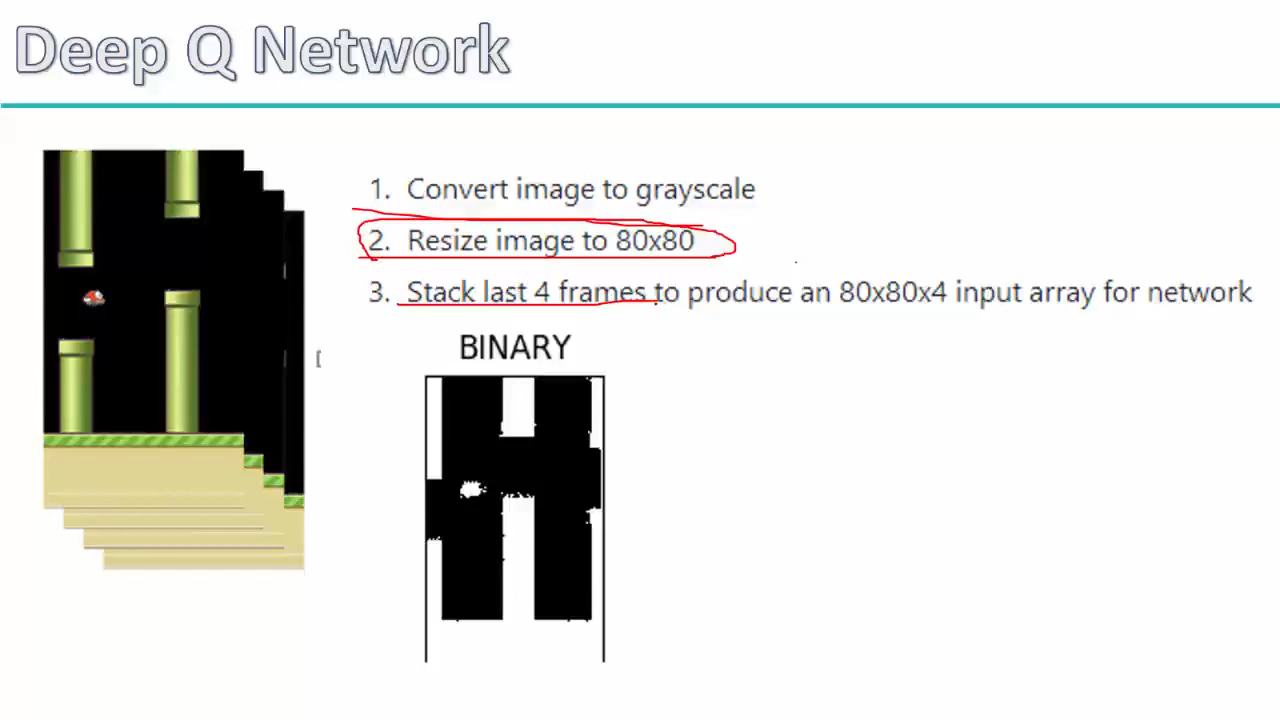 Deep Q Network
1. Convert image to grayscale
2. Resize image to 80x80
3. Stack last 4 frames to produce an 80x80x4 input array for network
BINARY